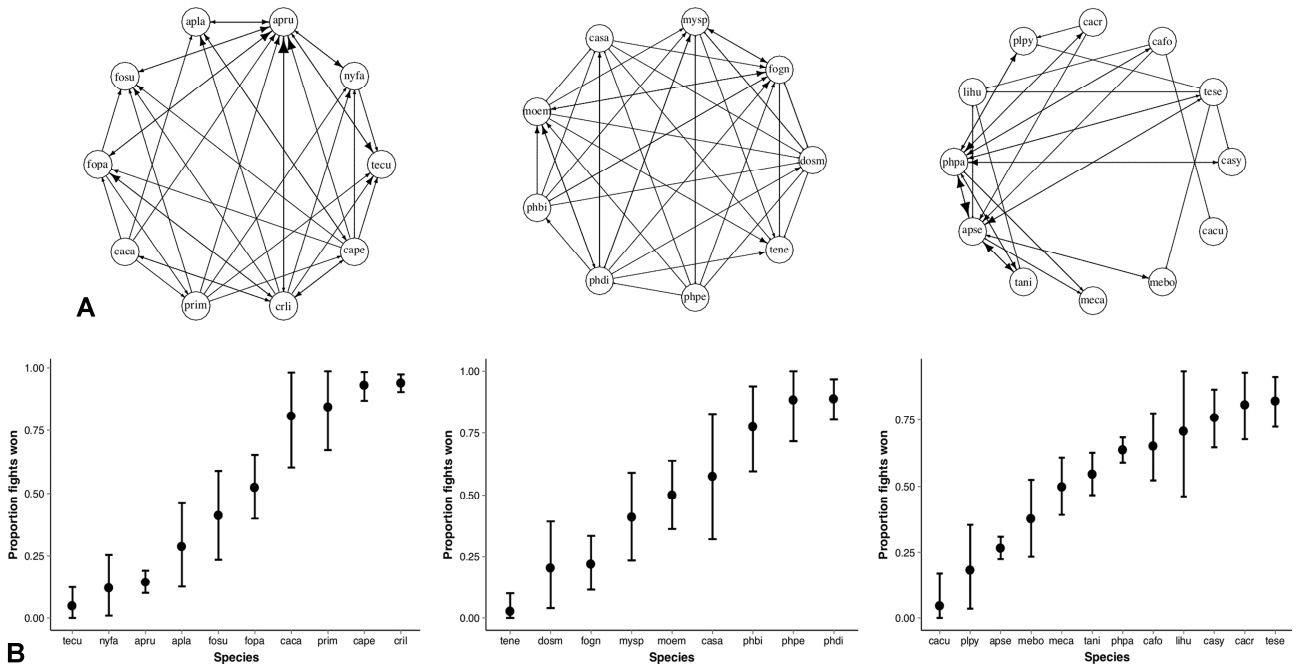 apla apru
fosu nyfa
fopa tecu
caca cape
prim crli
mysp
casa fogn
moem dosm
phbi tene
phdi phpe
cacr
plpy cafo
lihu tese
phpa casy
apse cacu
tani meca mebo
A
Proportion fights won
1.00
0.75
0.50
0.25
0.00
tecu nyfa apru apla fosu fopa caca prim cape cril
Species
Proportion fights won
1.00
0.75
0.50
0.25
0.00
tene dosm fogn mysp moem casa phbi phpe phdi
Species
Proportion fights won
0.75
0.50
0.25
0.00
cacu plpy apse mebo meca tani phpa cafo lihu casy cacr tese
Species
B